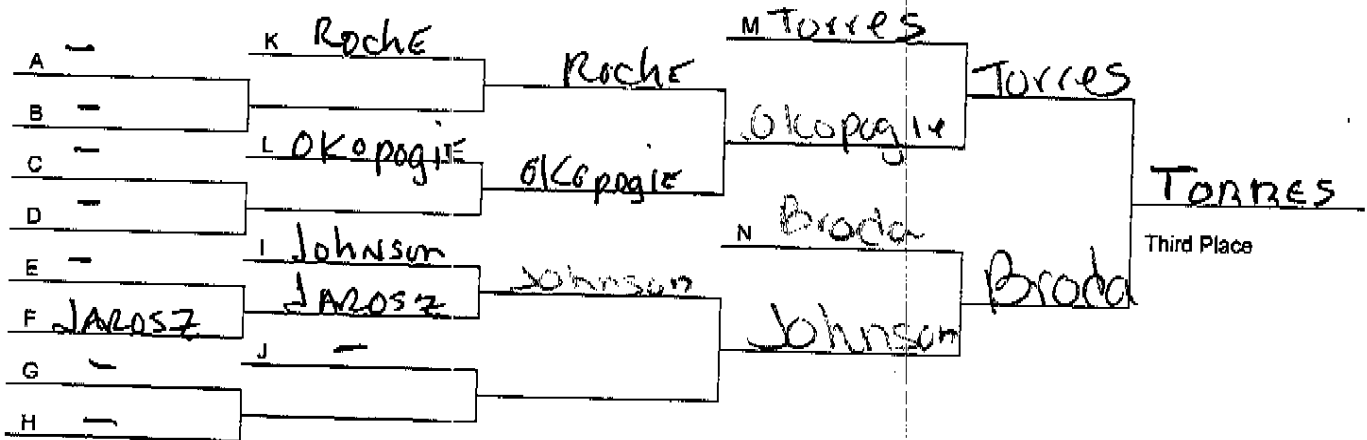 A -
B -
C -
D -
E -
F JAROSZ
G -
H -
K ROCHE
L OKOPOGIE
I JOHNSON
JAROSZ
J -
ROCHE
OKOPOGIE
JOHNSON
M Torres
Okopogie
N Broda
Johnson
Torres
Broda
TORRES
Third Place